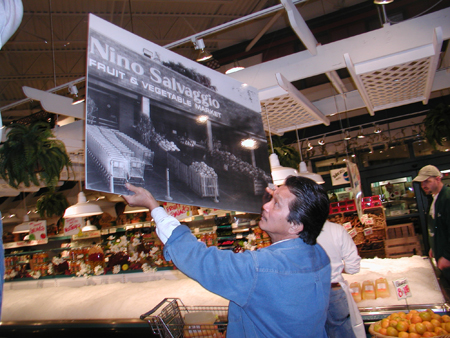 Nino Salvaggio
FRUIT & VEGETABLE MARKET